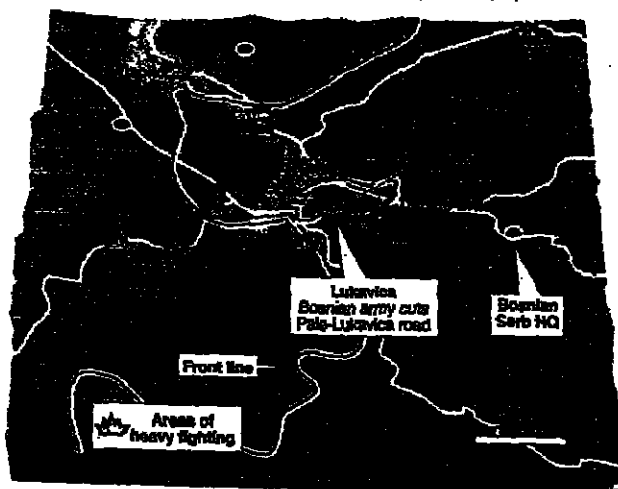 Lukavica
Bosnian army cuts
Pale-Lukavica road
Bosnian
Serb HQ
Front line
Areas of
heavy fighting